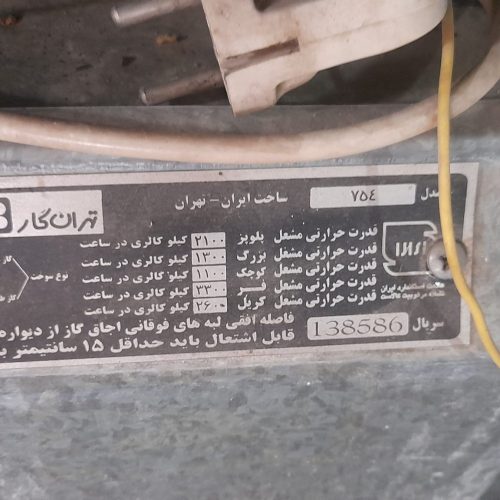 مدل ۷۵٤ ساخت ایران - تهران
تهران گاز
قدرت حرارتی مشعل پلوپز ۲۱۰۰ کیلو کالری در ساعت
قدرت حرارتی مشعل بزرگ ۱۳۰۰ کیلو کالری در ساعت
قدرت حرارتی مشعل کوچک ۱۱۰۰ کیلو کالری در ساعت
قدرت حرارتی مشعل فر ۳۳۰۰ کیلو کالری در ساعت
قدرت حرارتی مشعل گریل ۲۶۰۰ کیلو کالری در ساعت
نوع سوخت
سریال 138586
فاصله افقی لبه های فوقانی اجاق گاز از دیواره
قابل اشتعال باید حداقل ۱۵ سانتیمتر